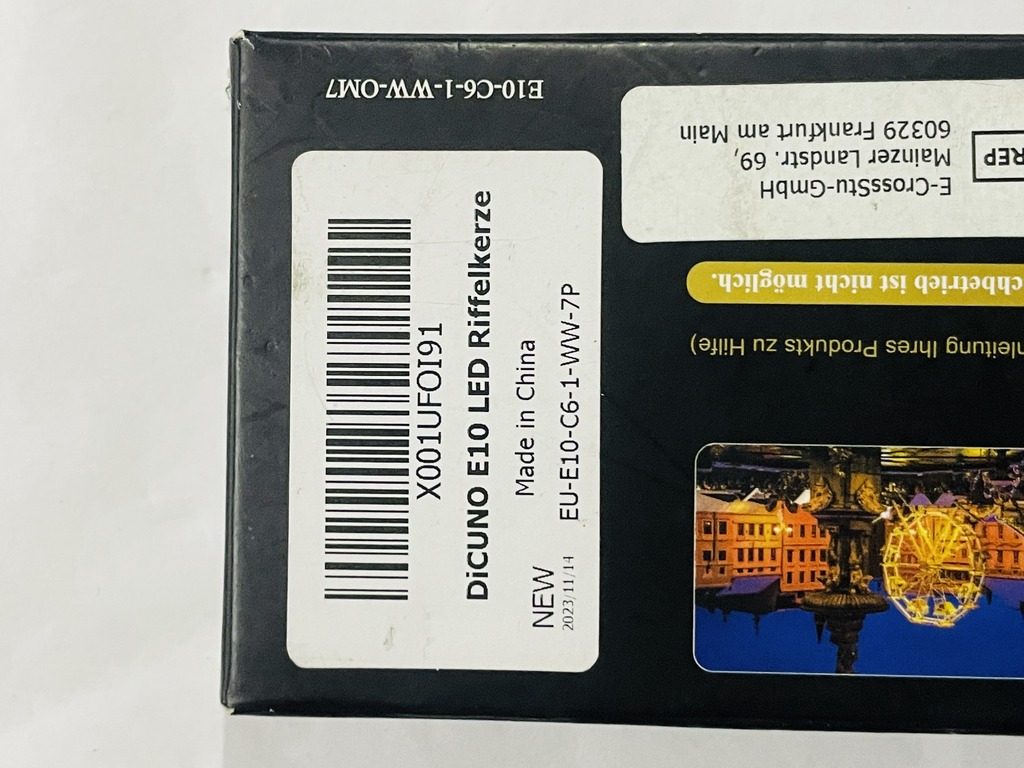 E10-C6-1-WW-OM7
X001UFOI91
DiCUNO E10 LED Riffelkerze
Made in China
EU-E10-C6-1-WW-7P
NEW
2023/11/14
REP
E-CrossStu-GmbH
Mainzer Landstr. 69,
60329 Frankfurt am Main
chbetrieb ist nicht möglich.
nleitung Ihres Produkts zu Hilfe)